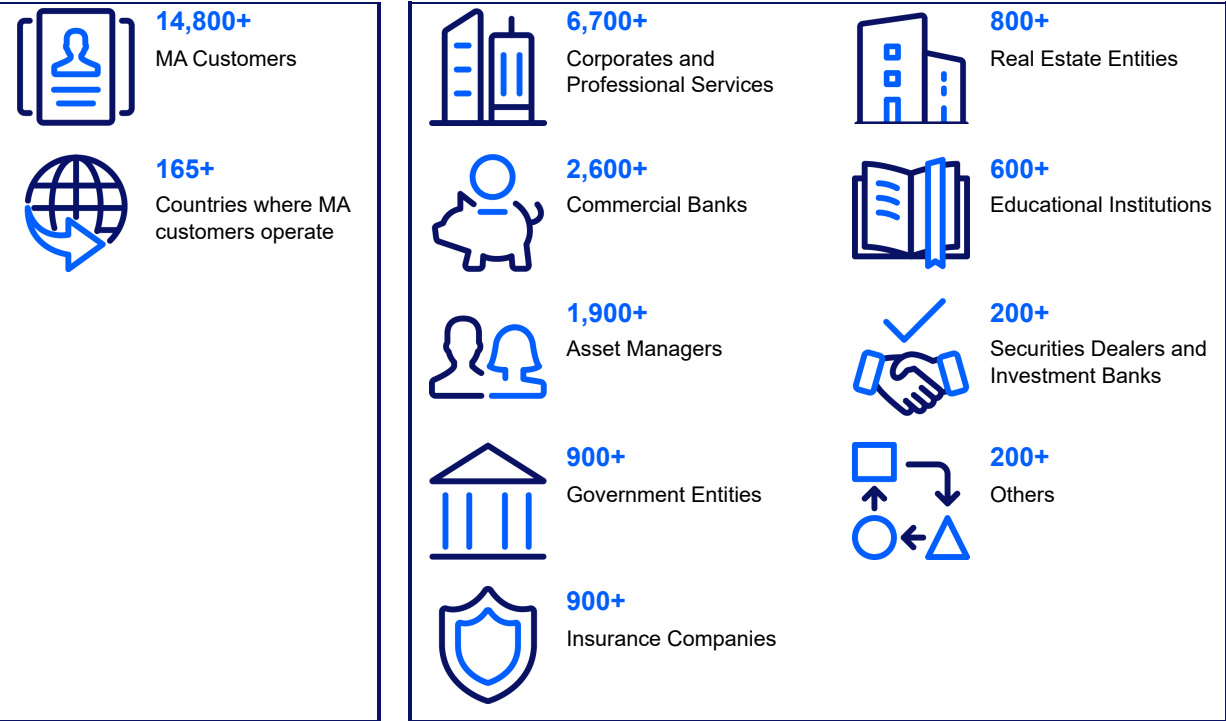 14,800+
MA Customers
165+
Countries where MA
customers operate
6,700+
Corporates and
Professional Services
2,600+
Commercial Banks
1,900+
Asset Managers
900+
Government Entities
900+
Insurance Companies
800+
Real Estate Entities
600+
Educational Institutions
200+
Securities Dealers and
Investment Banks
200+
Others